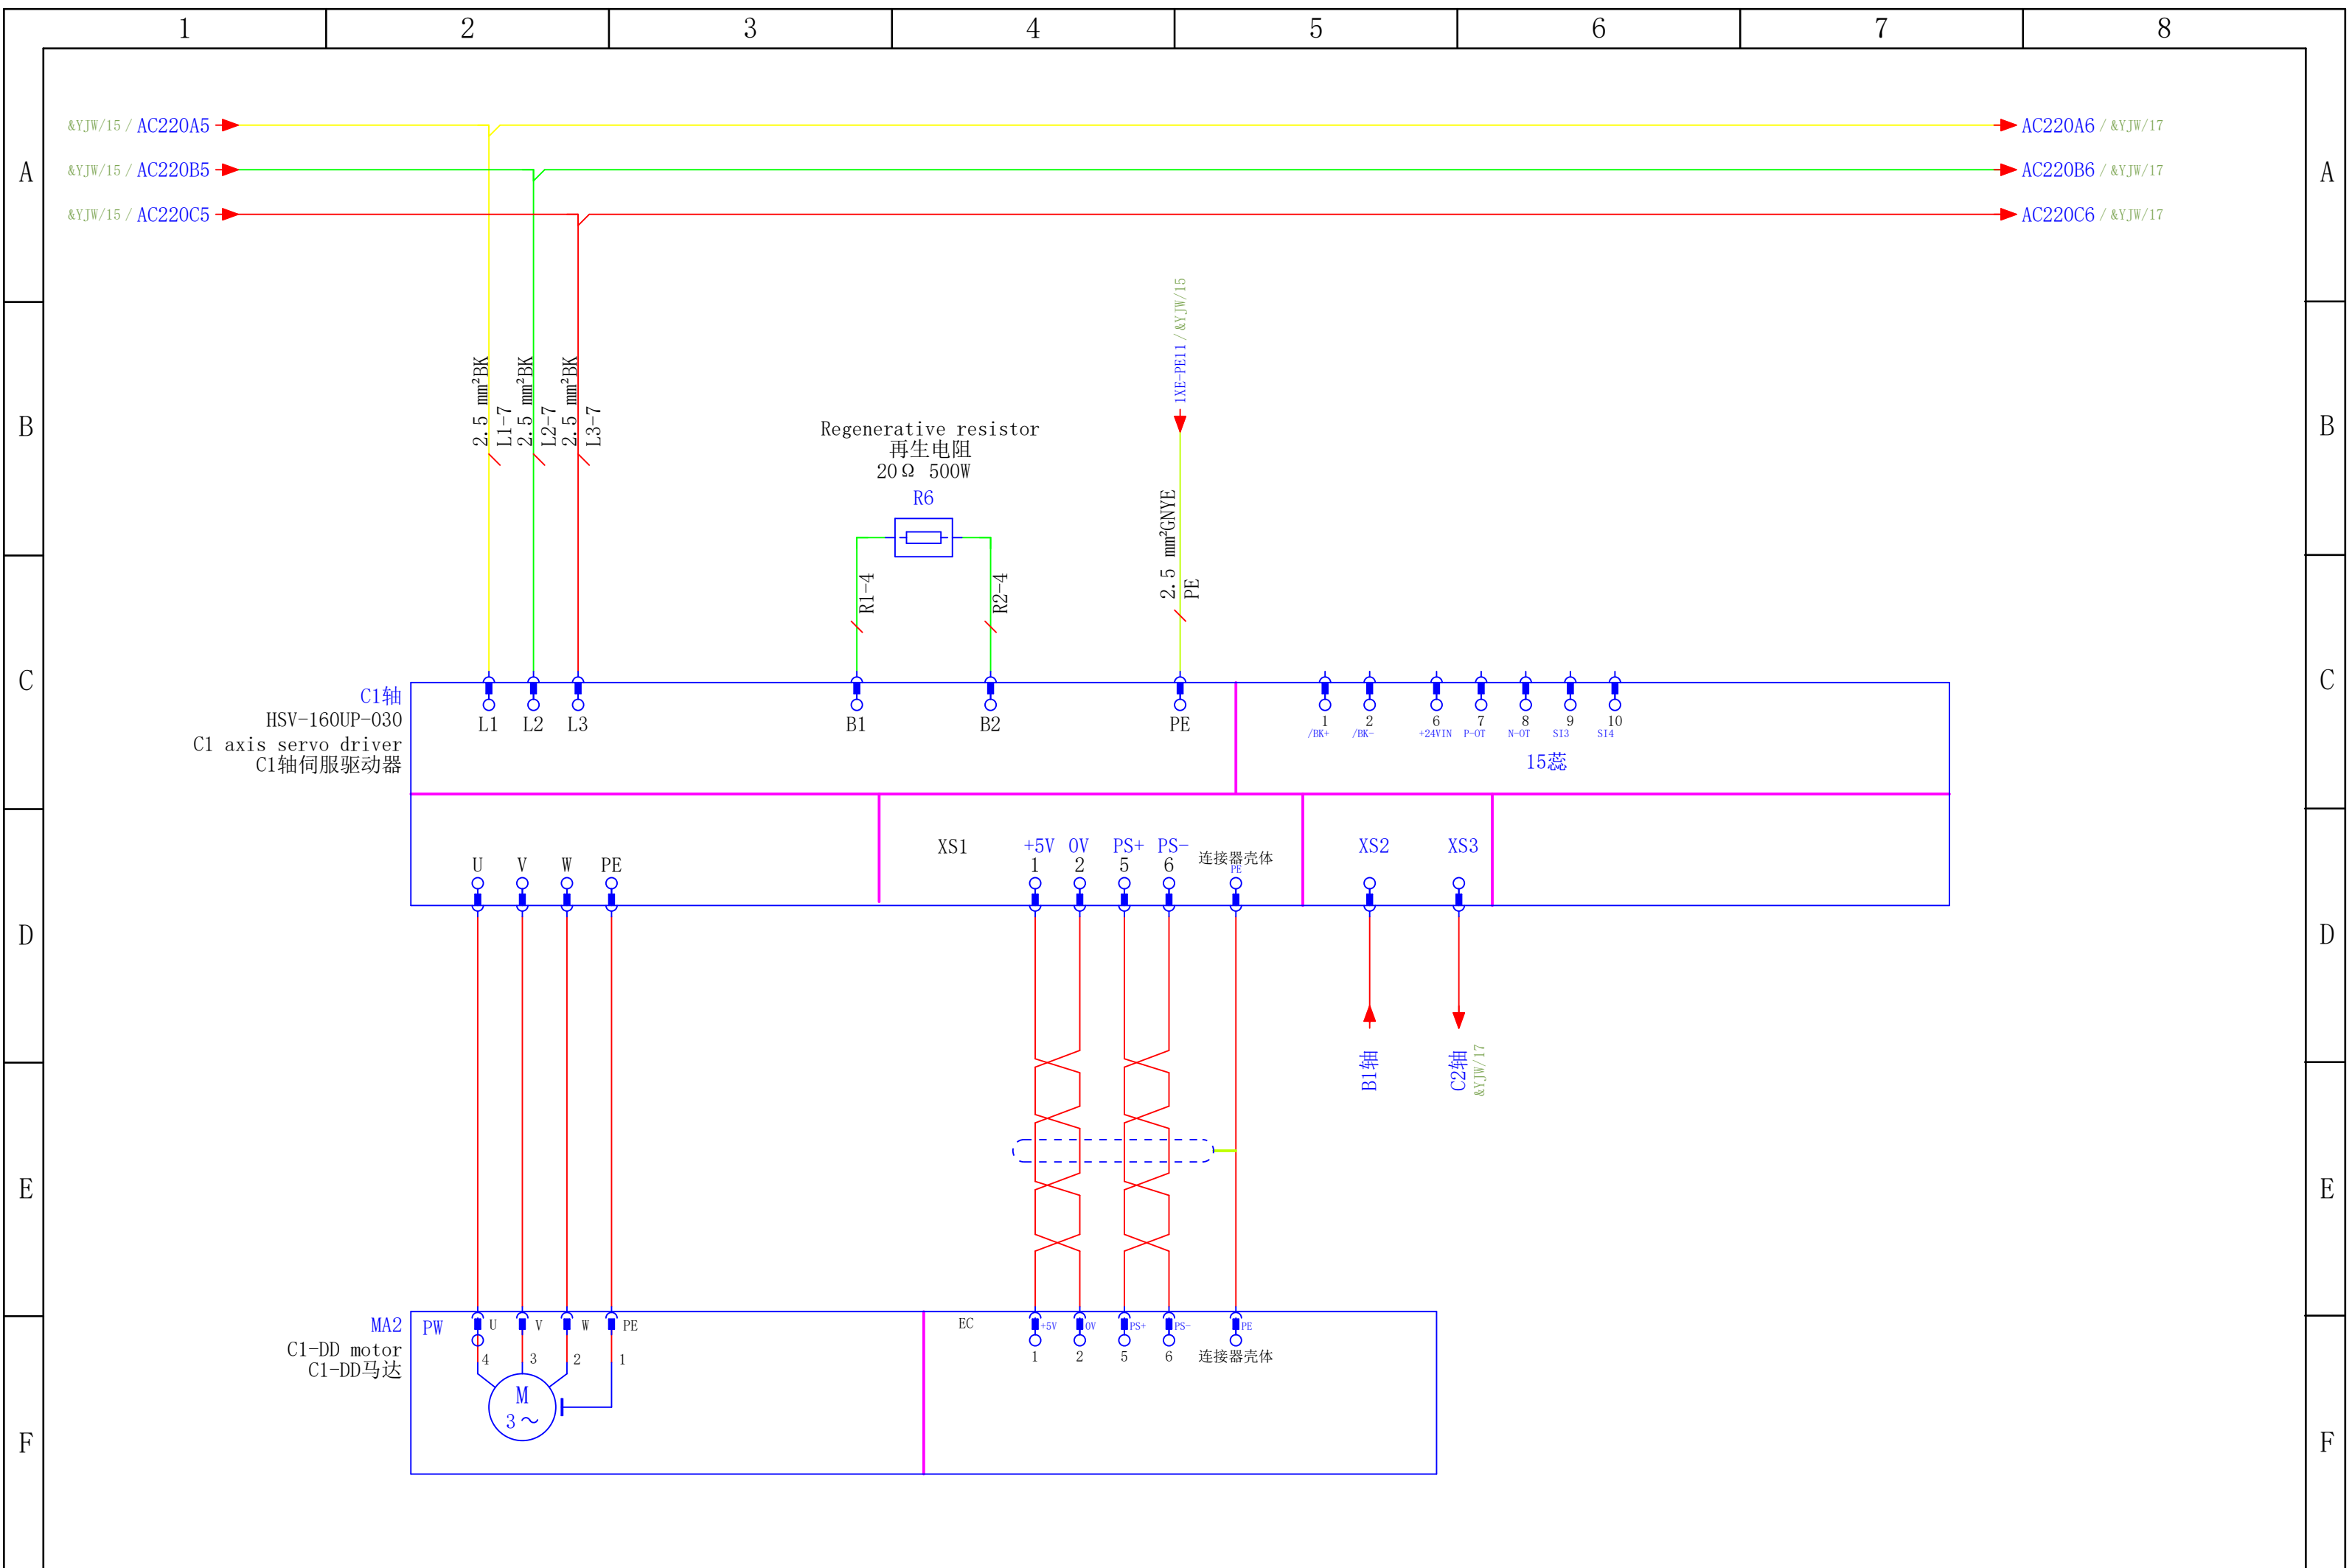 1 2 3 4 5 6 7 8
A A
&YJW/15 / AC220A5
AC220A6 / &YJW/17
&YJW/15 / AC220B5
AC220B6 / &YJW/17
&YJW/15 / AC220C5
AC220C6 / &YJW/17
B B
2.5 mm²BK
L1-7
2.5 mm²BK
L2-7
2.5 mm²BK
L3-7
Regenerative resistor
再生电阻
20Ω 500W
R6
R1-4
R2-4
1XE-PE11 / &YJW/15
2.5 mm²GNYE
PE
C C
C1轴
HSV-160UP-030
C1 axis servo driver
C1轴伺服驱动器
L1 L2 L3 B1 B2 PE
1 2 6 7 8 9 10
/BK+ /BK- +24VIN P-OT N-OT SI3 SI4
15蕊
XS1 +5V 0V PS+ PS- XS2 XS3
U V W PE 1 2 5 6 连接器壳体
PE
D D
B1轴
C2轴
&YJW/17
E E
MA2
C1-DD motor
C1-DD马达
PW U V W PE
4 3 2 1
M
3～
EC +5V 0V PS+ PS- PE
1 2 5 6 连接器壳体
F F